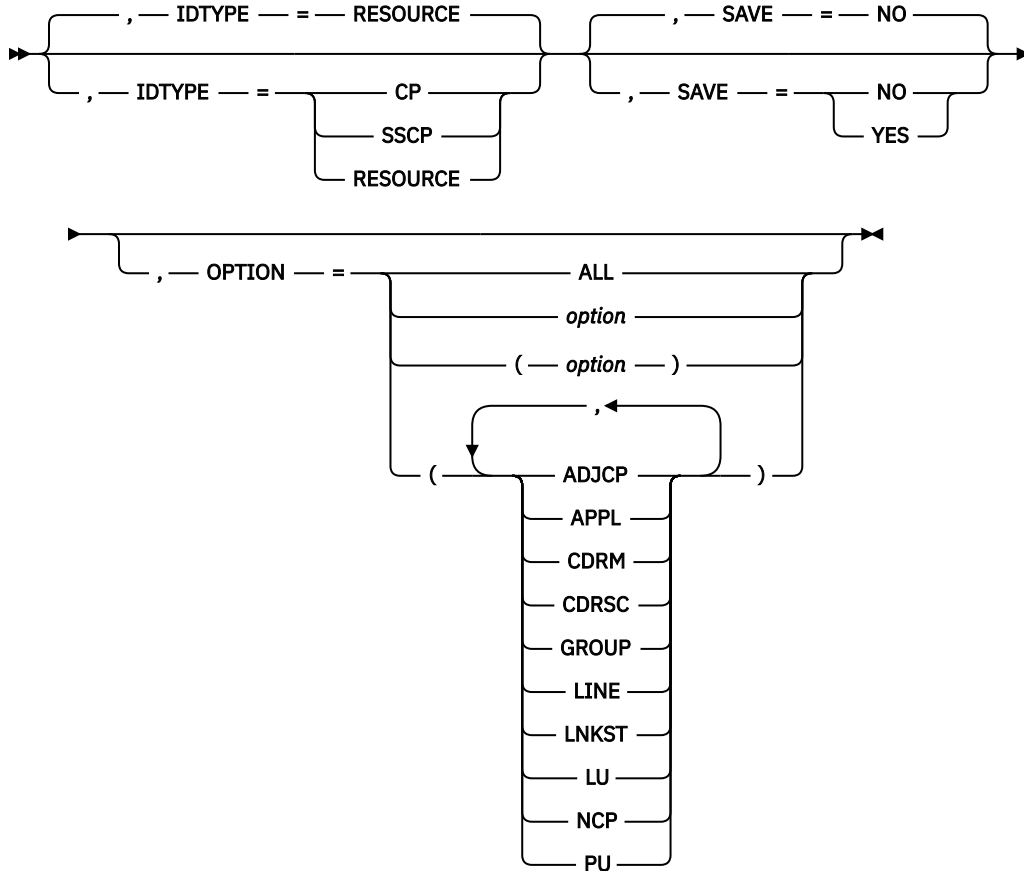 , IDTYPE = RESOURCE , SAVE = NO
, IDTYPE = CP , SAVE = NO
SSCP YES
RESOURCE
, OPTION = ALL
option
( option )
,
( ADJCP )
APPL
CDRM
CDRSC
GROUP
LINE
LNKST
LU
NCP
PU